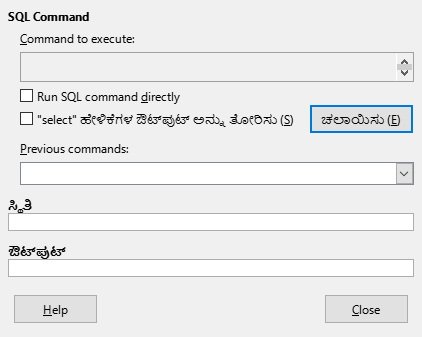 SQL Command
Command to execute:
Run SQL command directly
"select" ಹೇಳಿಕೆಗಳ ಔಟ್‌ಪುಟ್ ಅನ್ನು ತೋರಿಸು (S)
ಚಲಾಯಿಸು (E)
Previous commands:
ಸ್ಥಿತಿ
ಔಟ್‌ಪುಟ್
Help
Close